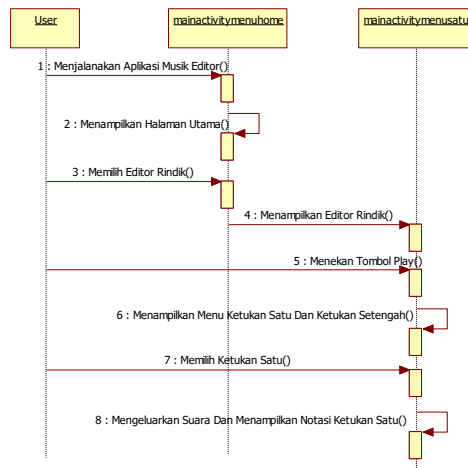 User
mainactivitymenuhome
mainactivitymenusatu
1 : Menjalanakan Aplikasi Musik Editor()
2 : Menampilkan Halaman Utama()
3 : Memilih Editor Rindik()
4 : Menampilkan Editor Rindik()
5 : Menekan Tombol Play()
6 : Menampilkan Menu Ketukan Satu Dan Ketukan Setengah()
7 : Memilih Ketukan Satu()
8 : Mengeluarkan Suara Dan Menampilkan Notasi Ketukan Satu()